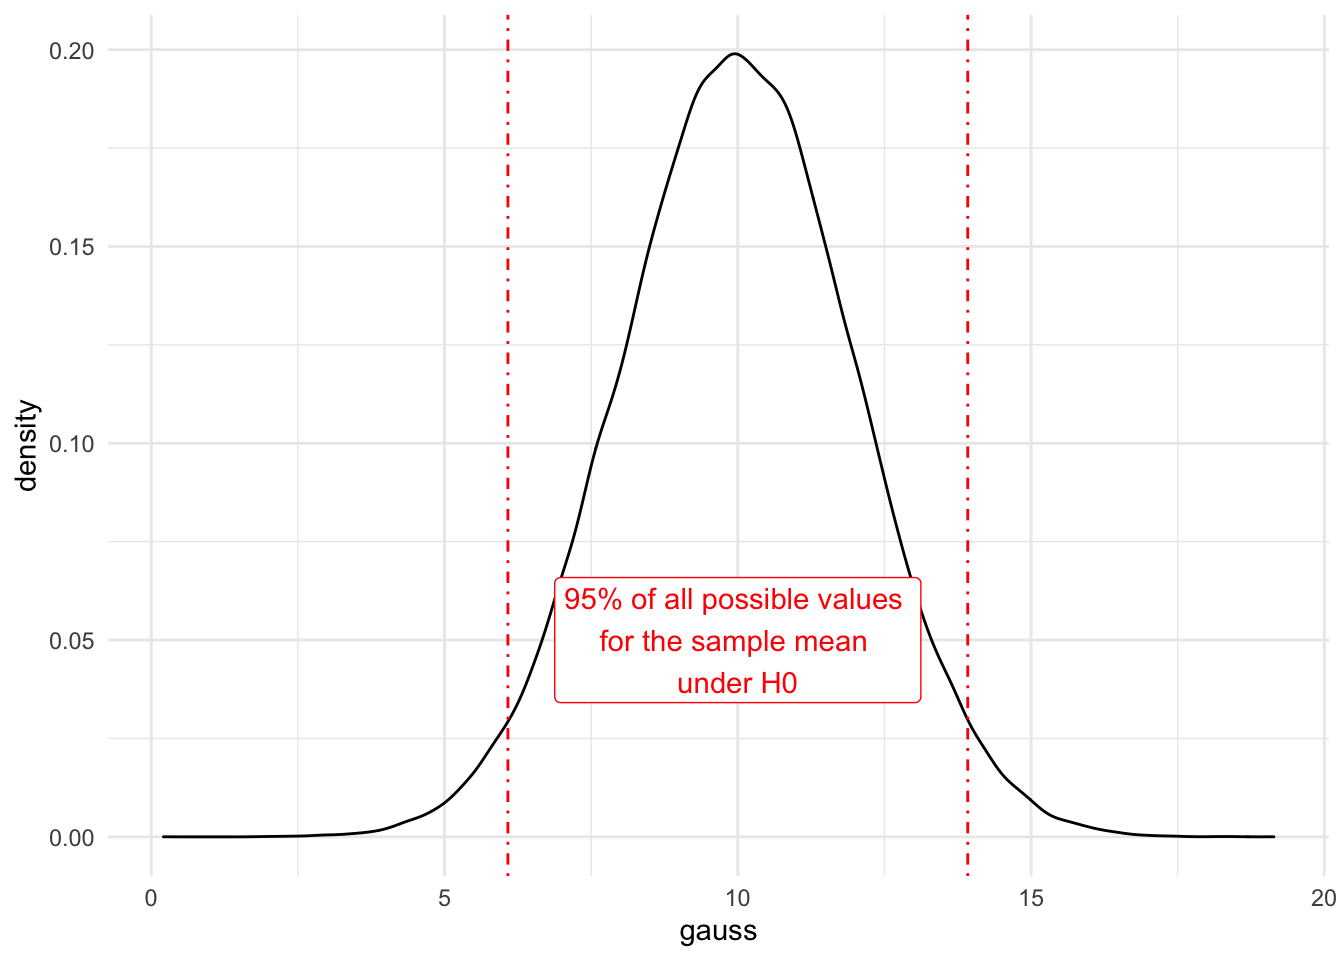 0.20
0.15
0.10
0.05
0.00
density
95% of all possible values
for the sample mean
under H0
0 5 10 15 20
gauss